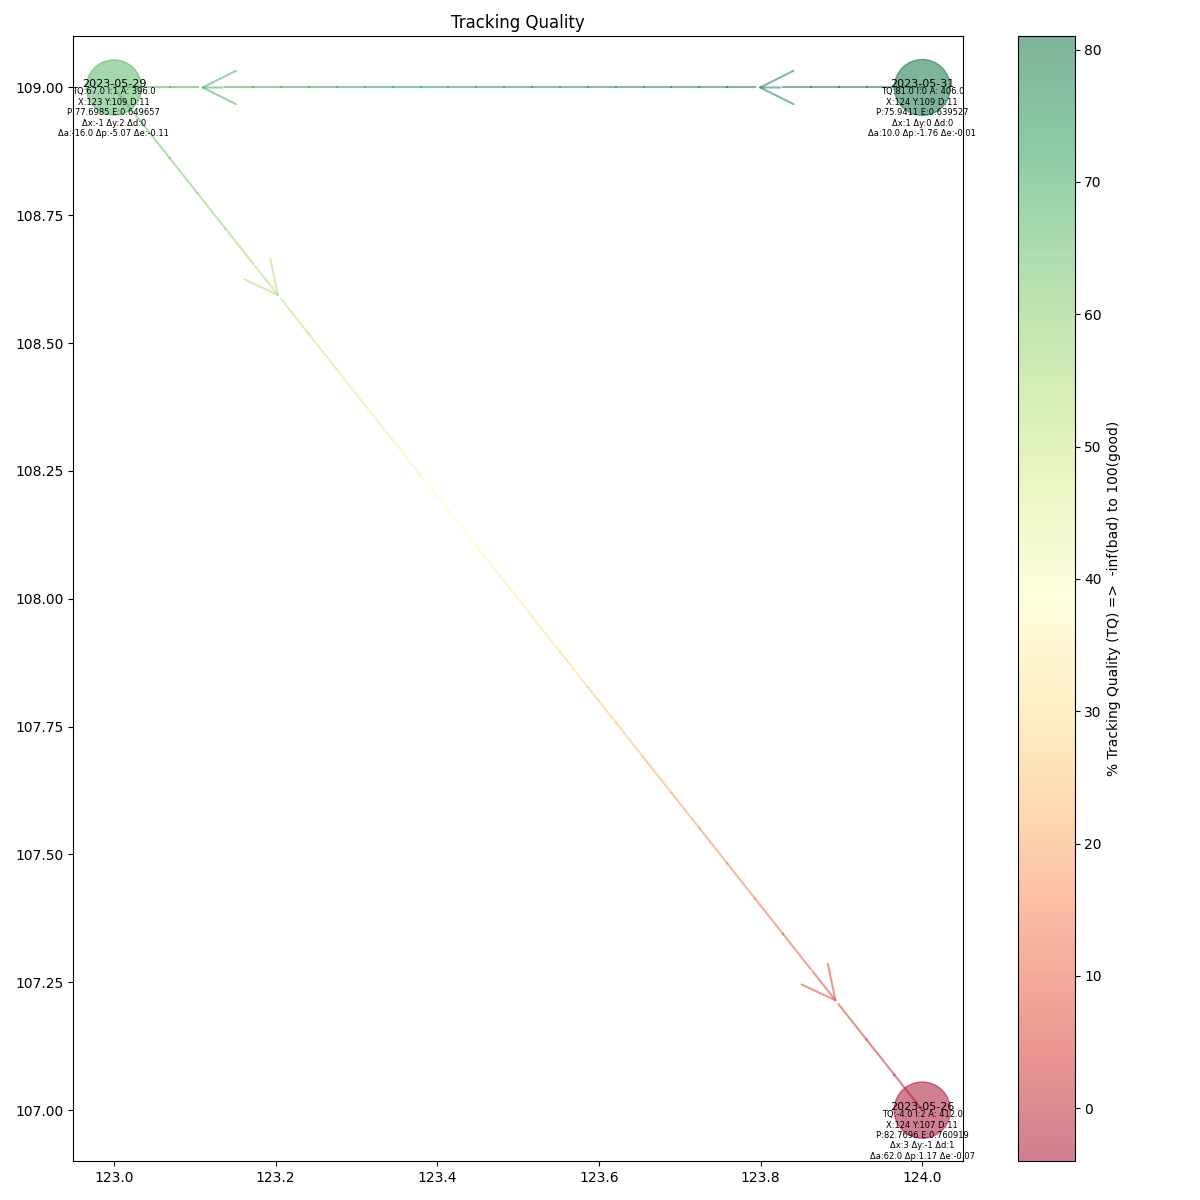 Tracking Quality
2023-05-29
TQ:67.0 I:1 A: 396.0
X:123 Y:109 D:11
P:77.6985 E:0.649657
Δx:-1 Δy:2 Δd:0
Δa:-16.0 Δp:-5.07 Δe:-0.11
2023-05-31
TQ:81.0 I:0 A: 406.0
X:124 Y:109 D:11
P:75.9411 E:0.639527
Δx:1 Δy:0 Δd:0
Δa:10.0 Δp:-1.76 Δe:-0.01
2023-05-26
TQ:-4.0 I:2 A: 412.0
X:124 Y:107 D:11
P:82.7696 E:0.760919
Δx:3 Δy:-1 Δd:1
Δa:62.0 Δp:1.17 Δe:-0.07
109.00
108.75
108.50
108.25
108.00
107.75
107.50
107.25
107.00
123.0
123.2
123.4
123.6
123.8
124.0
80
70
60
50
40
30
20
10
0
% Tracking Quality (TQ) => -inf(bad) to 100(good)